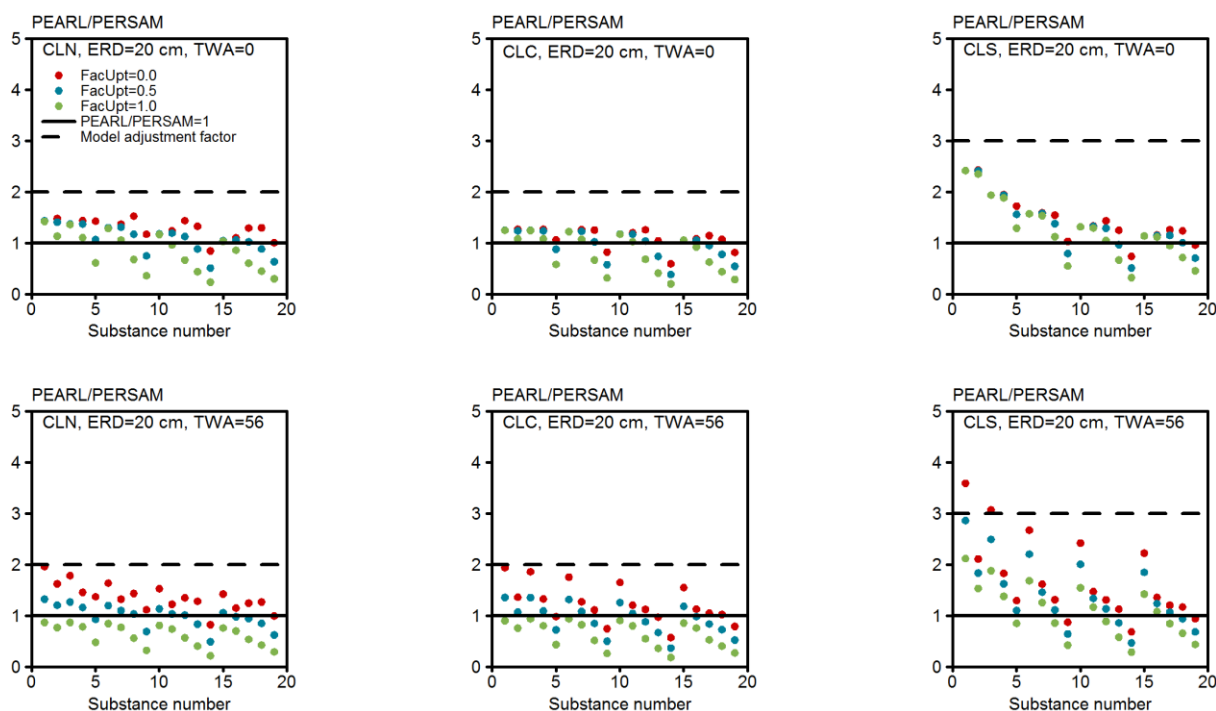 PEARL/PERSAM
5
CLN, ERD=20 cm, TWA=0
FacUpt=0.0
4
FacUpt=0.5
FacUpt=1.0
PEARL/PERSAM=1
3
Model adjustment factor
2
1
0
0 5 10 15 20
Substance number
PEARL/PERSAM
5
CLC, ERD=20 cm, TWA=0
4
3
2
1
0
0 5 10 15 20
Substance number
PEARL/PERSAM
5
CLS, ERD=20 cm, TWA=0
4
3
2
1
0
0 5 10 15 20
Substance number
PEARL/PERSAM
5
CLN, ERD=20 cm, TWA=56
4
3
2
1
0
0 5 10 15 20
Substance number
PEARL/PERSAM
5
CLC, ERD=20 cm, TWA=56
4
3
2
1
0
0 5 10 15 20
Substance number
PEARL/PERSAM
5
CLS, ERD=20 cm, TWA=56
4
3
2
1
0
0 5 10 15 20
Substance number